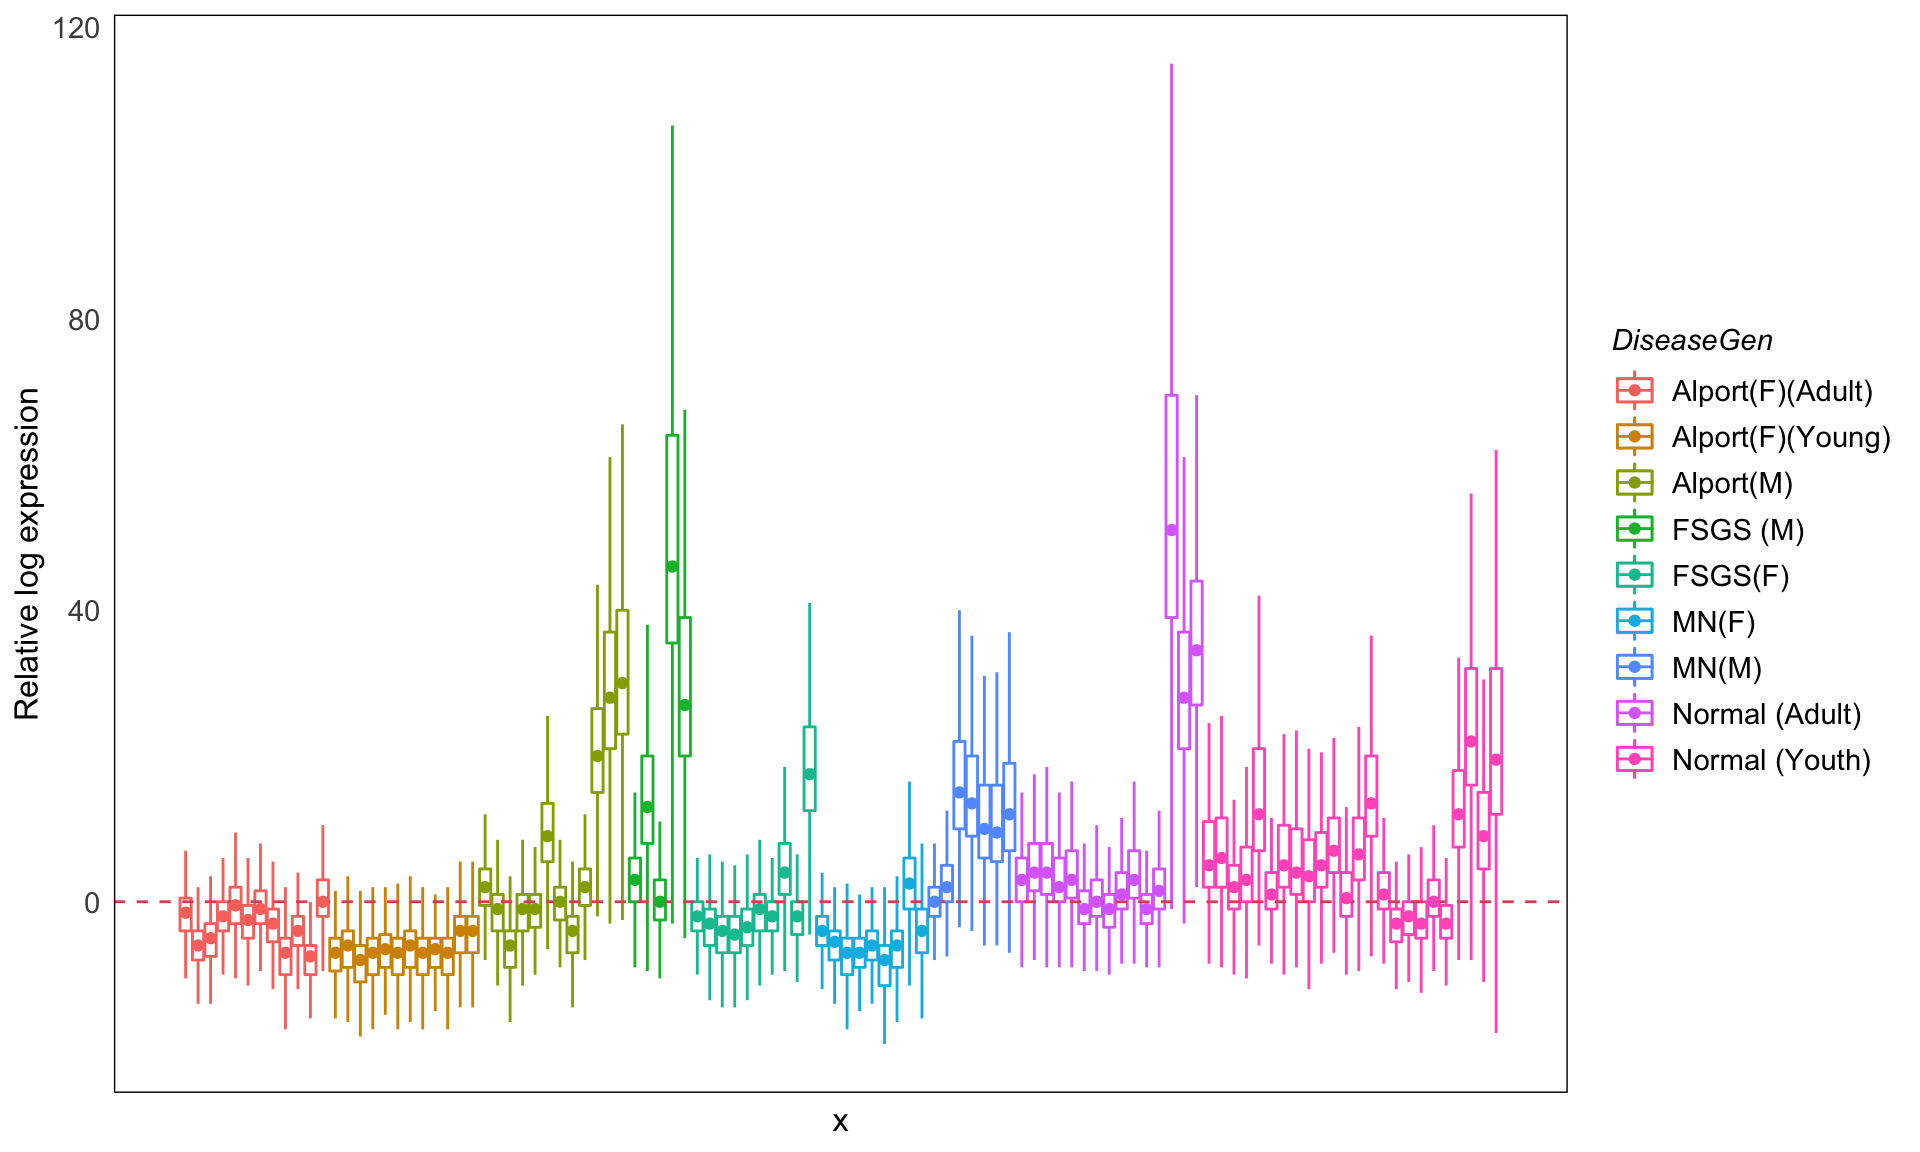 120
80
40
0
Relative log expression
x
DiseaseGen
Alport(F)(Adult)
Alport(F)(Young)
Alport(M)
FSGS (M)
FSGS(F)
MN(F)
MN(M)
Normal (Adult)
Normal (Youth)